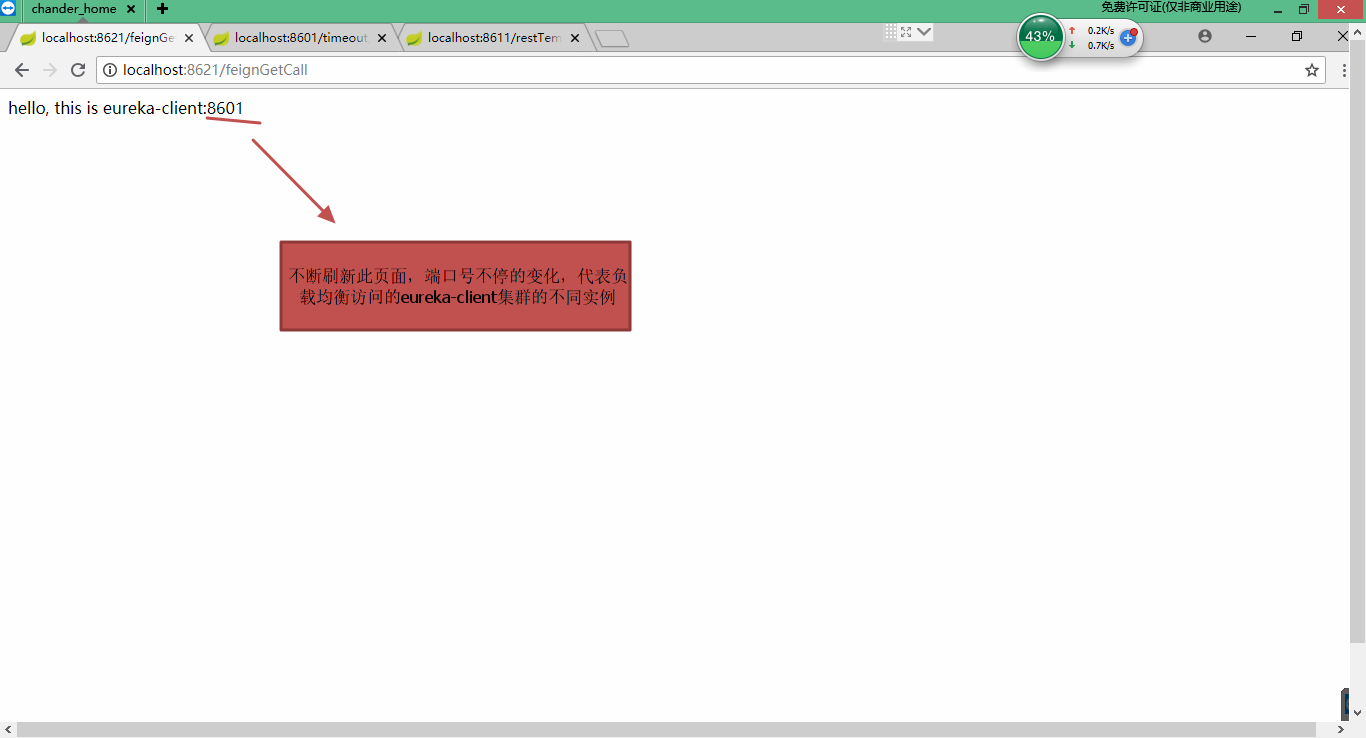 chander_home
免费许可证(仅非商业用途)
localhost:8621/feignGe
localhost:8601/timeout
localhost:8611/restTem
43%
0.2K/s
0.7K/s
localhost:8621/feignGetCall
hello, this is eureka-client:8601
不断刷新此页面，端口号不停的变化，代表负
载均衡访问的eureka-client集群的不同实例